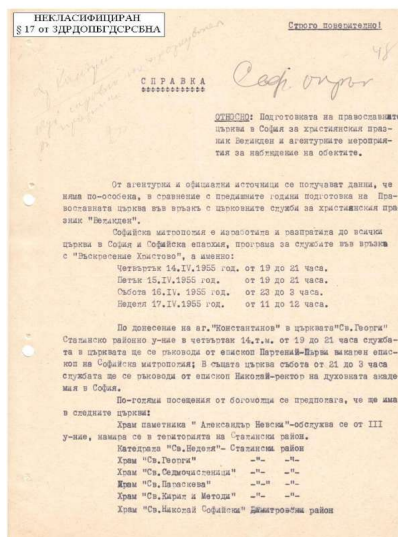 НЕКЛАСИФИЦИРАН
§ 17 от ЗДРДОПБГДСРСБНА
Строго поверително!
48
Соф. окръг
СПРАВКА
ОТНОСНО: Подготовката на православните
църкви в София за християнския праз-
ник Великден и агентурните мероприя-
тия за наблюдение на обектите.
От агентурни и официални източници се получават данни, че
няма по-особена, в сравнение с предишните години подготовка на Пра-
вославната църква във връзка с църковните служби за християнския пра
зник "Великден".
Софийска митрополия е изработила и разпратила до всички
църкви в София и Софийска епархия, програма за службите във връзка
с "Въскресение Христово", а именно:
Четвъртък 14.IV.1955 год. от 19 до 21 часа.
Петък 15.IV.1955 год. от 19 до 21 часа.
Събота 16.IV. 1955 год. от 23 до 3 часа.
Неделя 17.IV.1955 год. от 11 до 12 часа.
По донесение на аг."Константинов" в църквата"Св.Георги"
Сталинско районно у-ние в четвъртък 14.т.м. от 19 до 21 часа служба-
та в църквата ще се ръководи от епископ Партений-Първи викарен епис-
коп на Софийска митрополия; В същата църква събота от 21 до 3 часа
службата ще се ръководи от епископ Николай-ректор на духовната акаде
мия в София.
По-голями посещения от богомолци се предполага, че ще има
в следните църкви:
Храм паметника " Александър Невски"-обслужва се от III
у-ние, намира се в територията на Сталински район.
Катедрала "Св.Неделя"- Сталински район
Храм "Св.Георги" -"- -"-
Храм "Св.Седмочисленици" -"- -"-
Храм "Св.Параскева" -"-" -"-
Храм "Св.Кирил и Методи" -"- -"-
Храм "Св.Николай Софийски" Димитровски район